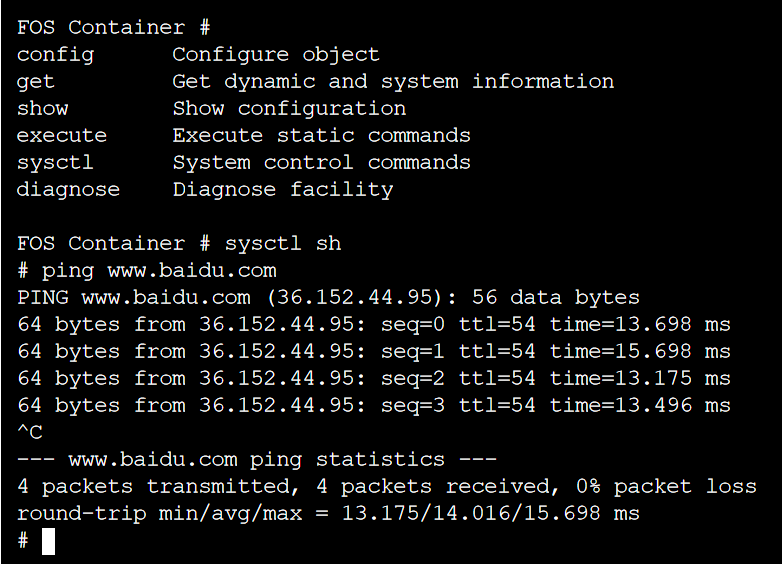 FOS Container #
config      Configure object
get         Get dynamic and system information
show        Show configuration
execute     Execute static commands
sysctl      System control commands
diagnose    Diagnose facility
FOS Container # sysctl sh
# ping www.baidu.com
PING www.baidu.com (36.152.44.95): 56 data bytes
64 bytes from 36.152.44.95: seq=0 ttl=54 time=13.698 ms
64 bytes from 36.152.44.95: seq=1 ttl=54 time=15.698 ms
64 bytes from 36.152.44.95: seq=2 ttl=54 time=13.175 ms
64 bytes from 36.152.44.95: seq=3 ttl=54 time=13.496 ms
^C
--- www.baidu.com ping statistics ---
4 packets transmitted, 4 packets received, 0% packet loss
round-trip min/avg/max = 13.175/14.016/15.698 ms
#